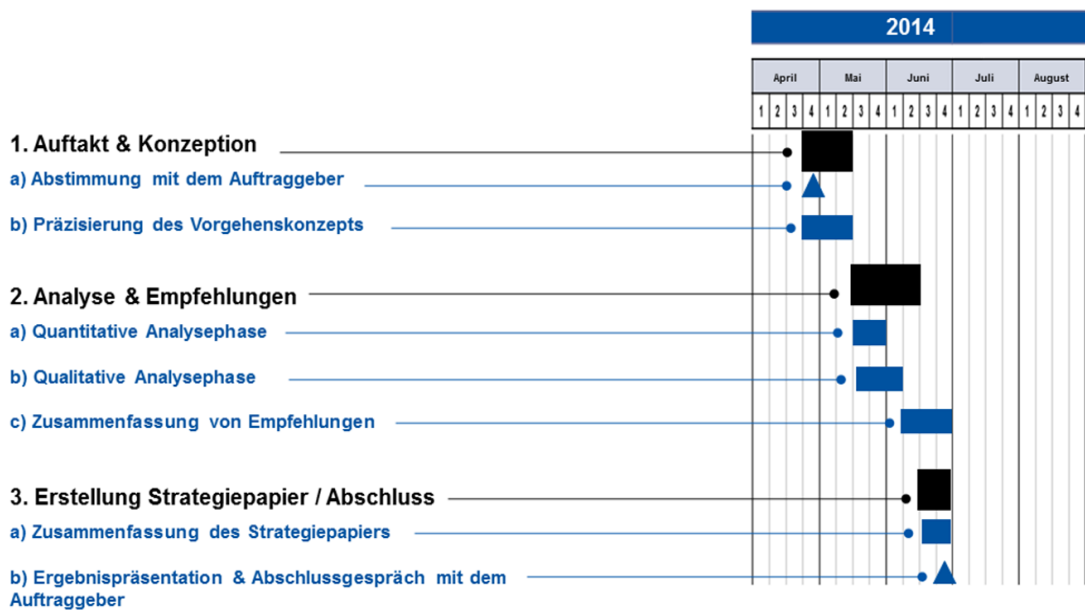 2014
April Mai Juni Juli August
1 2 3 4 1 2 3 4 1 2 3 4 1 2 3 4 1 2 3 4
1. Auftakt & Konzeption
a) Abstimmung mit dem Auftraggeber
b) Präzisierung des Vorgehenskonzepts
2. Analyse & Empfehlungen
a) Quantitative Analysephase
b) Qualitative Analysephase
c) Zusammenfassung von Empfehlungen
3. Erstellung Strategiepapier / Abschluss
a) Zusammenfassung des Strategiepapiers
b) Ergebnispräsentation & Abschlussgespräch mit dem
Auftraggeber